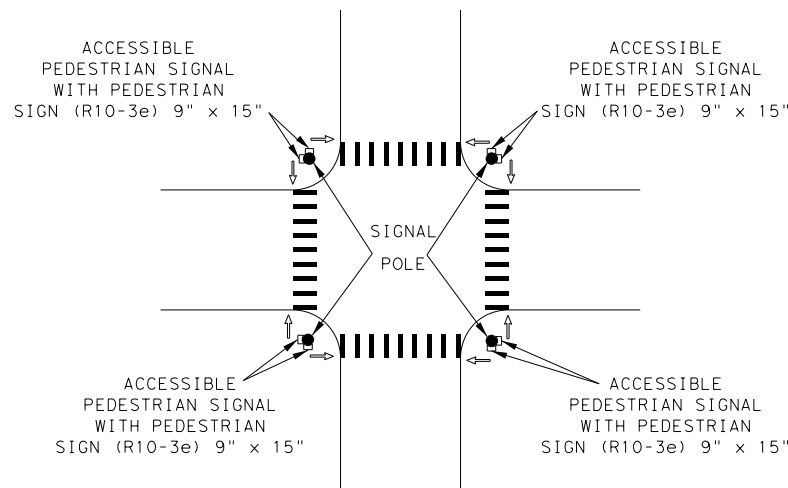 ACCESSIBLE
PEDESTRIAN SIGNAL
WITH PEDESTRIAN
SIGN (R10-3e) 9" x 15"
ACCESSIBLE
PEDESTRIAN SIGNAL
WITH PEDESTRIAN
SIGN (R10-3e) 9" x 15"
SIGNAL
POLE
ACCESSIBLE
PEDESTRIAN SIGNAL
WITH PEDESTRIAN
SIGN (R10-3e) 9" x 15"
ACCESSIBLE
PEDESTRIAN SIGNAL
WITH PEDESTRIAN
SIGN (R10-3e) 9" x 15"